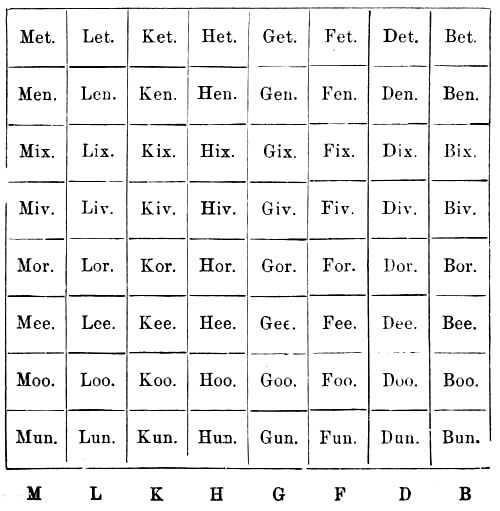 Met. Let. Ket. Het. Get. Fet. Det. Bet.
Men. Len. Ken. Hen. Gen. Fen. Den. Ben.
Mix. Lix. Kix. Hix. Gix. Fix. Dix. Bix.
Miv. Liv. Kiv. Hiv. Giv. Fiv. Div. Biv.
Mor. Lor. Kor. Hor. Gor. For. Dor. Bor.
Mee. Lee. Kee. Hee. Gee. Fee. Dee. Bee.
Moo. Loo. Koo. Hoo. Goo. Foo. Doo. Boo.
Mun. Lun. Kun. Hun. Gun. Fun. Dun. Bun.
M L K H G F D B